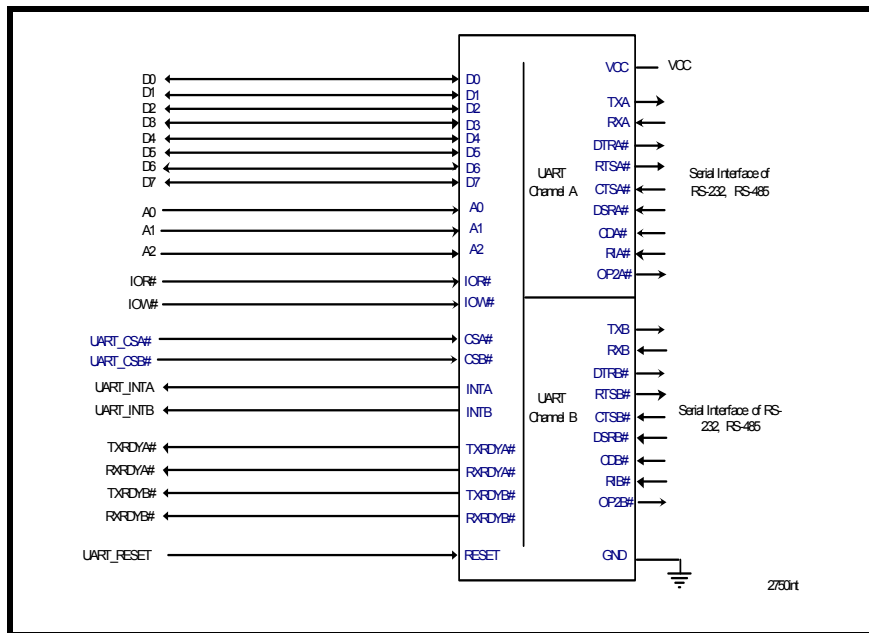 D0
D1
D2
D3
D4
D5
D6
D7
A0
A1
A2
IOR#
IOW#
UART_CSA#
UART_CSB#
UART_INTA
UART_INTB
TXRDYA#
RXRDYA#
TXRDYB#
RXRDYB#
UART_RESET
D0
D1
D2
D3
D4
D5
D6
D7
A0
A1
A2
IOR#
IOW#
CSA#
CSB#
INTA
INTB
TXRDYA#
RXRDYA#
TXRDYB#
RXRDYB#
RESET
UART
Channel A
UART
Channel B
VCC
TXA
RXA
DTRA#
RTSA#
CTSA#
DSRA#
CDA#
RIA#
OP2A#
TXB
RXB
DTRB#
RTSB#
CTSB#
DSRB#
CDB#
RIB#
OP2B#
GND
VCC
Serial Interface of
RS-232, RS-485
Serial Interface of RS-
232, RS-485
2750int